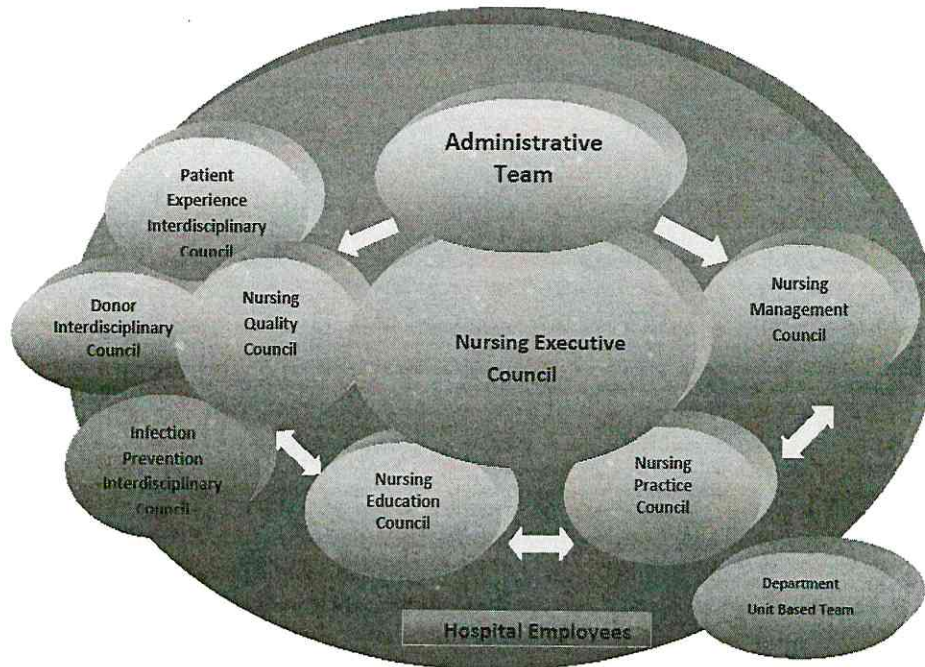 Administrative
Team
Patient
Experience
Interdisciplinary
Council
Donor
Interdisciplinary
Council
Nursing
Quality
Council
Nursing Executive
Council
Nursing
Management
Council
Infection
Prevention
Interdisciplinary
Council
Nursing
Education
Council
Nursing
Practice
Council
Department
Unit Based Team
Hospital Employees